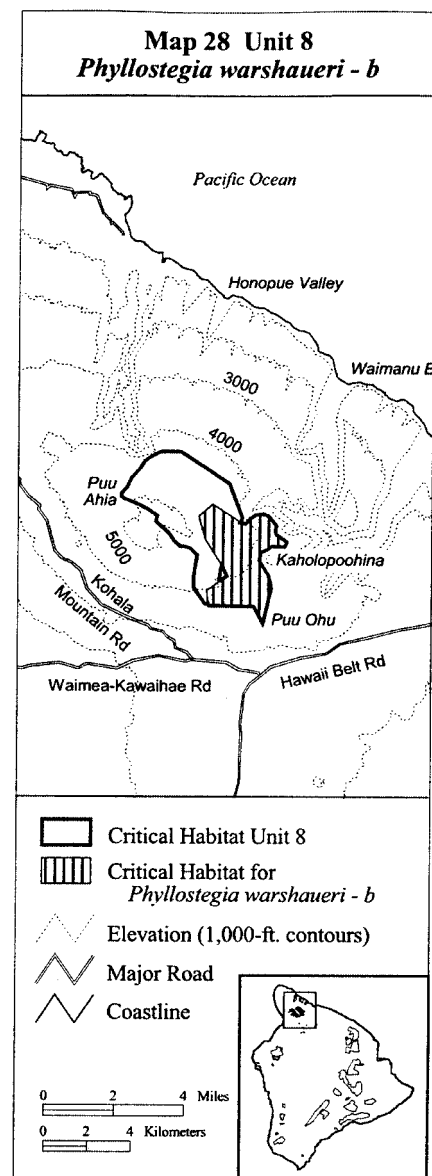 Map 28 Unit 8
Phyllostegia warshaueri - b
Pacific Ocean
Honopue Valley
Waimanu B
3000
4000
Puu
Ahia
5000
Kaholopoohina
Puu Ohu
Kohala
Mountain Rd
Waimea-Kawaihae Rd
Hawaii Belt Rd
Critical Habitat Unit 8
Critical Habitat for
Phyllostegia warshaueri - b
Elevation (1,000-ft. contours)
Major Road
Coastline
0 2 4 Miles
0 2 4 Kilometers